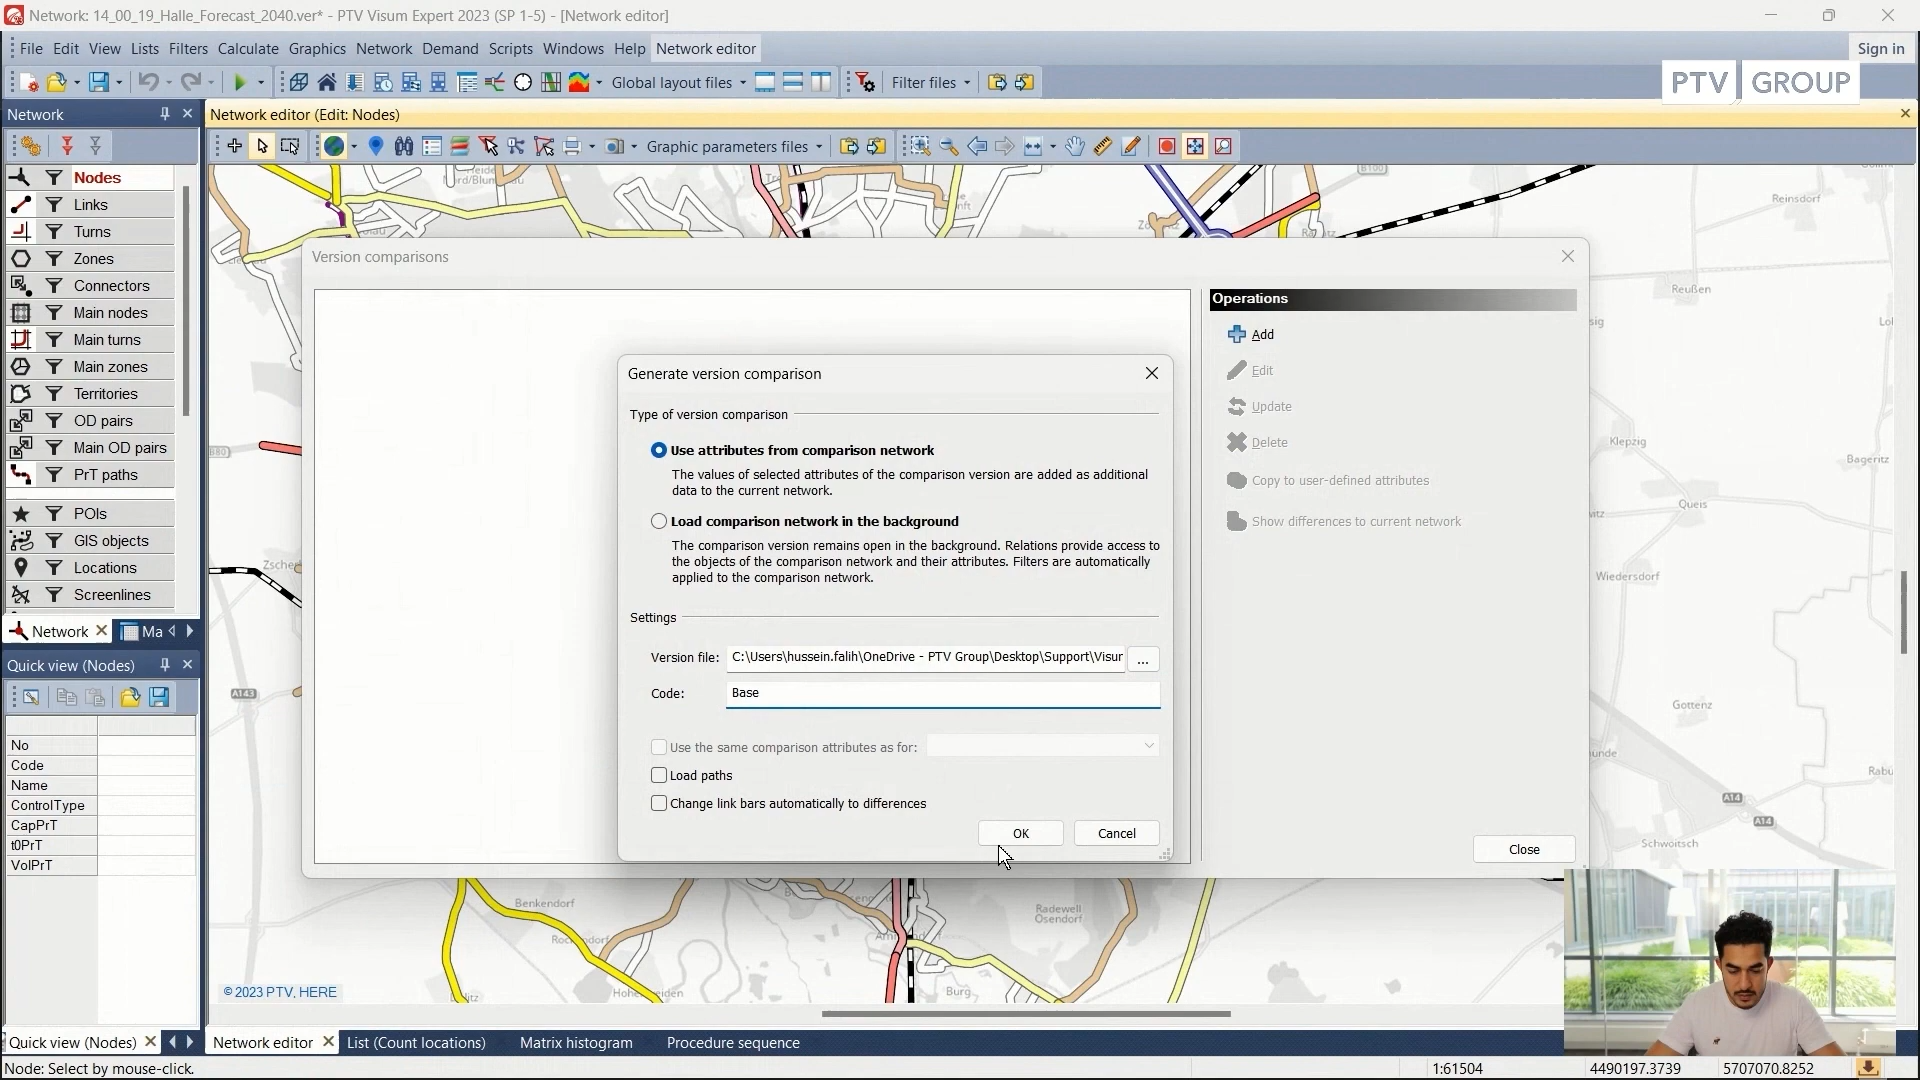 Network: 14_00_19_Halle_Forecast_2040.ver* - PTV Visum Expert 2023 (SP 1-5) - [Network editor]
File Edit View Lists Filters Calculate Graphics Network Demand Scripts Windows Help Network editor
Sign in
Global layout files
Filter files
PTV GROUP
Network
Network editor (Edit: Nodes)
Graphic parameters files
Nodes
Links
Turns
Zones
Connectors
Main nodes
Main turns
Main zones
Territories
OD pairs
Main OD pairs
PrT paths
POIs
GIS objects
Locations
Screenlines
Network
Ma
Quick view (Nodes)
No
Code
Name
ControlType
CapPrT
t0PrT
VolPrT
Quick view (Nodes)
B100
Reinsdorf
Reußen
Klepzig
Bageritz
Queis
Wiedersdorf
Gottenz
A14
A14
Schwoitsch
B80
A143
Benkendorf
Radewell
Osendorf
Burg
Version comparisons
Operations
Add
Edit
Update
Delete
Copy to user-defined attributes
Show differences to current network
Close
Generate version comparison
Type of version comparison
Use attributes from comparison network
The values of selected attributes of the comparison version are added as additional
data to the current network.
Load comparison network in the background
The comparison version remains open in the background. Relations provide access to
the objects of the comparison network and their attributes. Filters are automatically
applied to the comparison network.
Settings
Version file: C:\Users\hussein.falih\OneDrive - PTV Group\Desktop\Support\Visur
...
Code: Base
Use the same comparison attributes as for:
Load paths
Change link bars automatically to differences
OK
Cancel
© 2023 PTV, HERE
Network editor
List (Count locations)
Matrix histogram
Procedure sequence
Node: Select by mouse-click.
1:61504
4490197.3739
5707070.8252